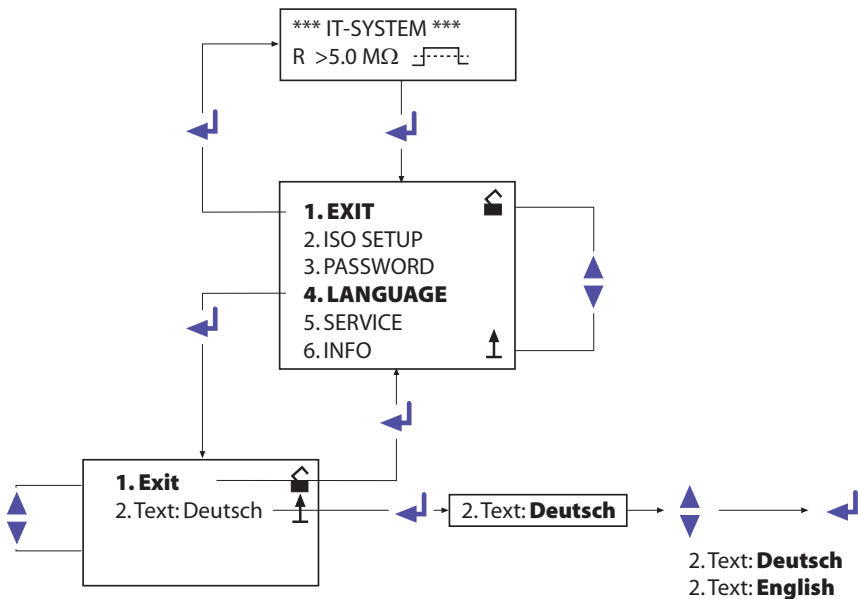 *** IT-SYSTEM ***
R >5.0 MΩ
1. EXIT
2. ISO SETUP
3. PASSWORD
4. LANGUAGE
5. SERVICE
6. INFO
1. Exit
2. Text: Deutsch
2. Text: Deutsch
2. Text: Deutsch
2. Text: English